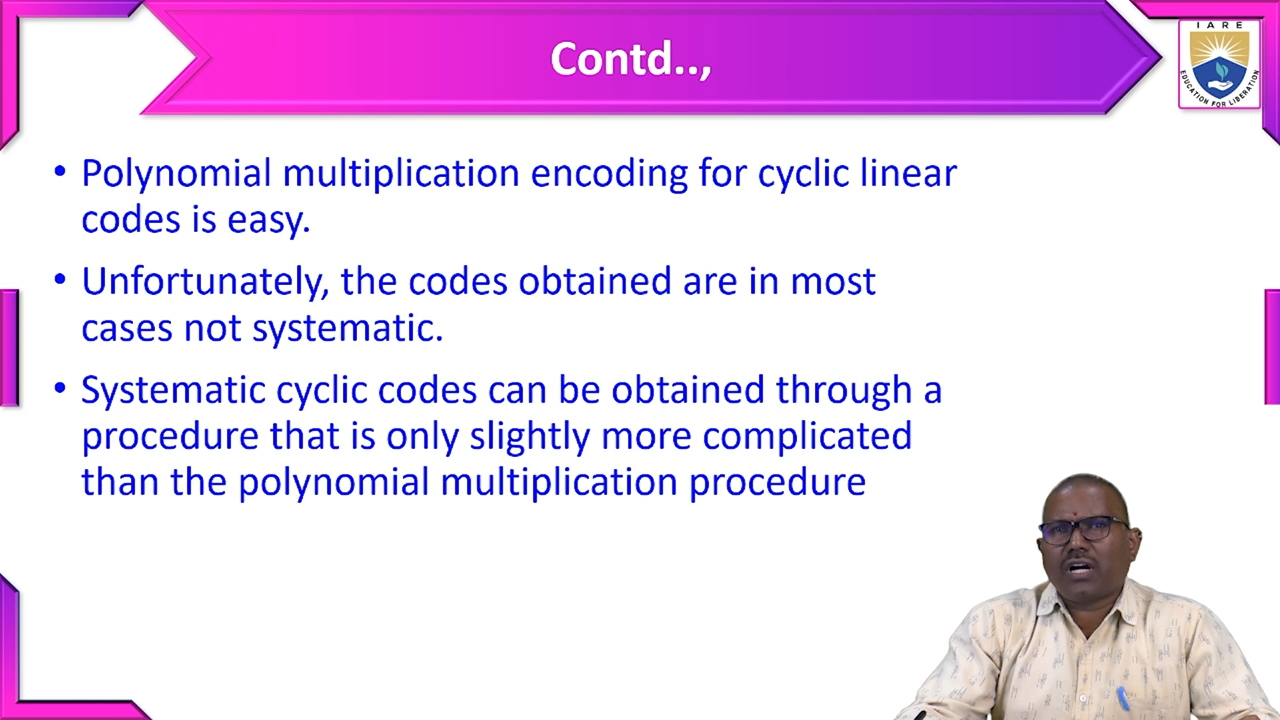 Contd..,
IARE
EDUCATION FOR LIBERATION
• Polynomial multiplication encoding for cyclic linear
codes is easy.
• Unfortunately, the codes obtained are in most
cases not systematic.
• Systematic cyclic codes can be obtained through a
procedure that is only slightly more complicated
than the polynomial multiplication procedure